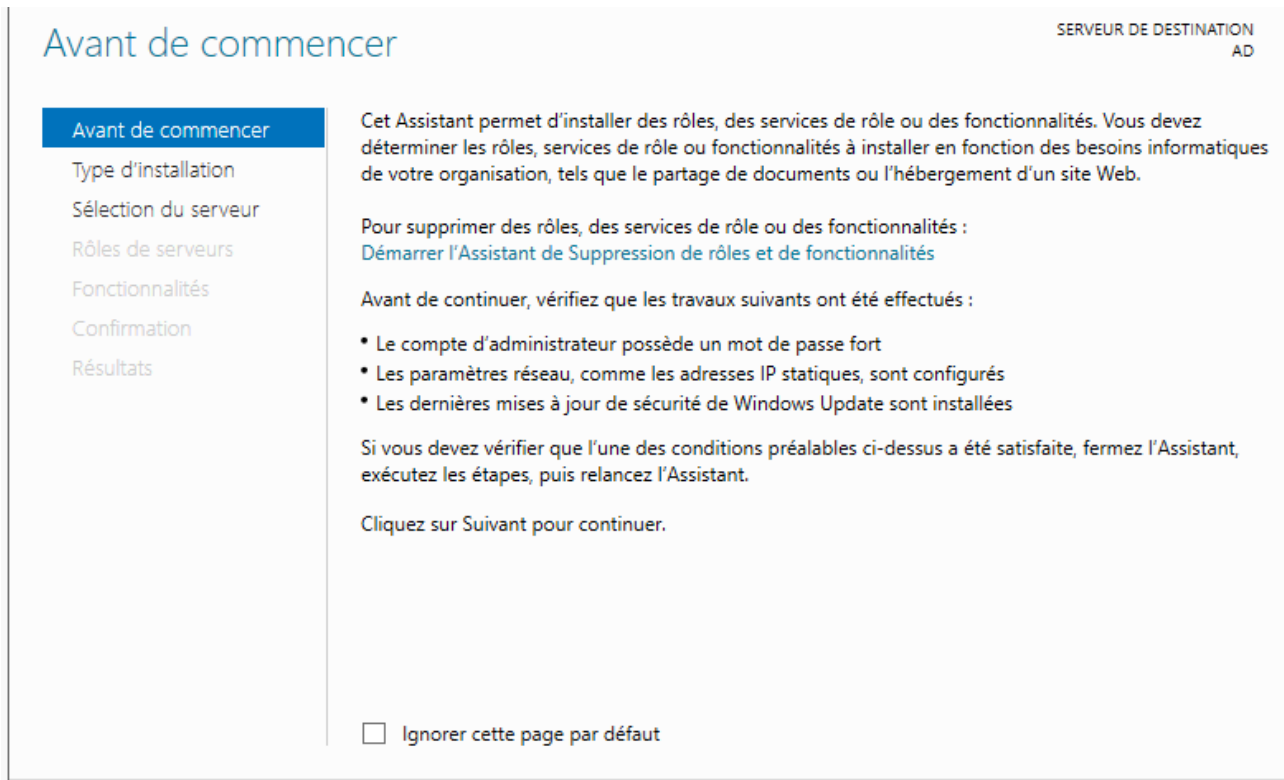 Avant de commencer
SERVEUR DE DESTINATION
AD
Avant de commencer
Type d'installation
Sélection du serveur
Rôles de serveurs
Fonctionnalités
Confirmation
Résultats
Cet Assistant permet d'installer des rôles, des services de rôle ou des fonctionnalités. Vous devez
déterminer les rôles, services de rôle ou fonctionnalités à installer en fonction des besoins informatiques
de votre organisation, tels que le partage de documents ou l'hébergement d'un site Web.
Pour supprimer des rôles, des services de rôle ou des fonctionnalités :
Démarrer l'Assistant de Suppression de rôles et de fonctionnalités
Avant de continuer, vérifiez que les travaux suivants ont été effectués :
• Le compte d'administrateur possède un mot de passe fort
• Les paramètres réseau, comme les adresses IP statiques, sont configurés
• Les dernières mises à jour de sécurité de Windows Update sont installées
Si vous devez vérifier que l'une des conditions préalables ci-dessus a été satisfaite, fermez l'Assistant,
exécutez les étapes, puis relancez l'Assistant.
Cliquez sur Suivant pour continuer.
Ignorer cette page par défaut